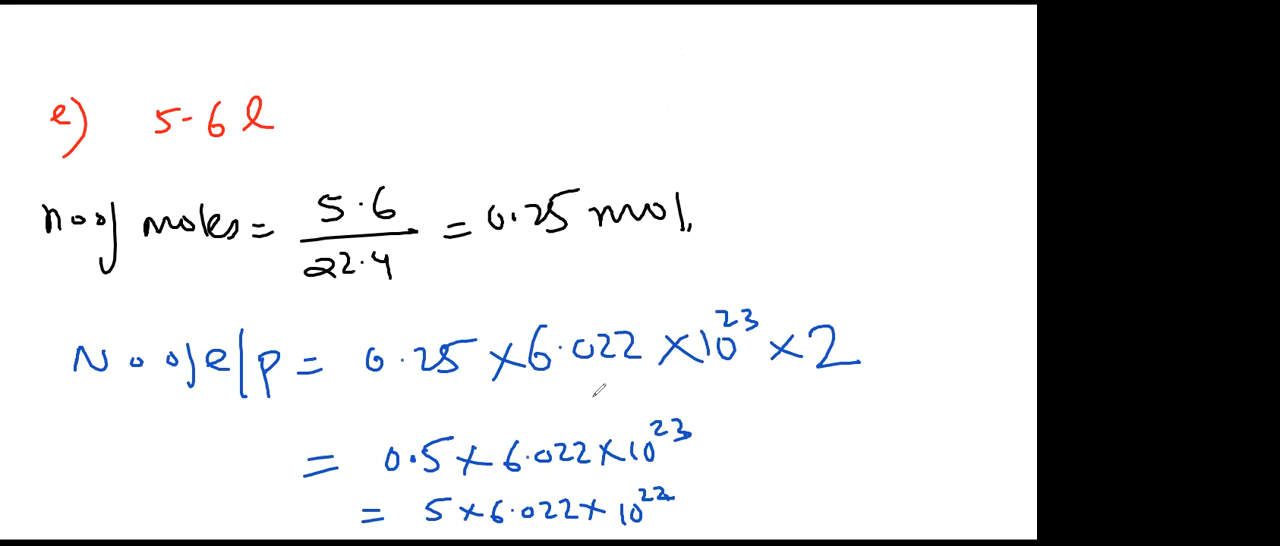 e) 5.6 l
no of moles = 5.6 / 22.4 = 0.25 mol.
No of e/p = 0.25 × 6.022 × 10^23 × 2
= 0.5 × 6.022 × 10^23
= 5 × 6.022 × 10^22